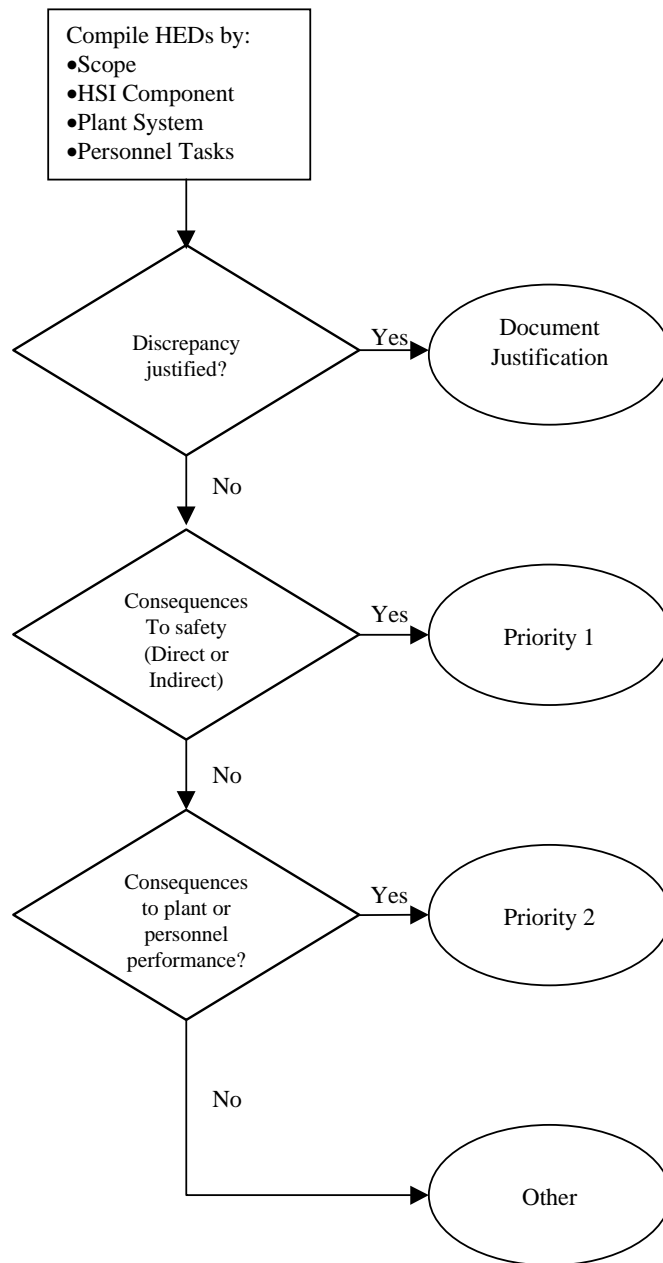 Compile HEDs by:
•Scope
•HSI Component
•Plant System
•Personnel Tasks
Discrepancy
justified?
Yes
Document
Justification
No
Consequences
To safety
(Direct or
Indirect)
Yes
Priority 1
No
Consequences
to plant or
personnel
performance?
Yes
Priority 2
No
Other